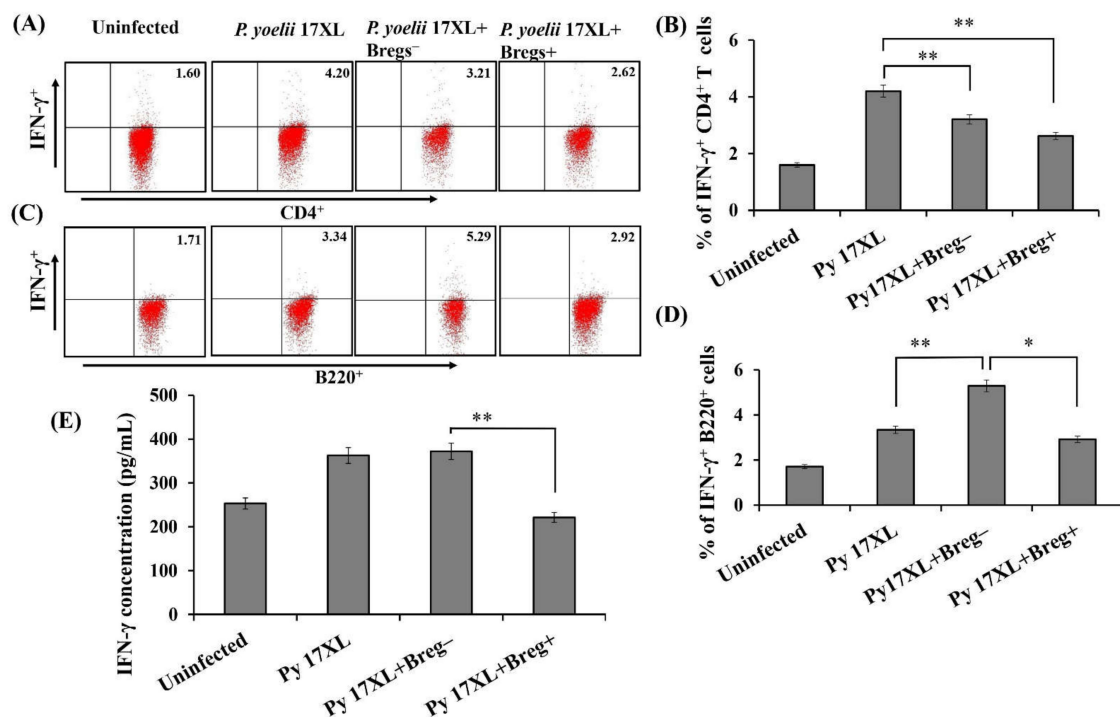 (A)
Uninfected
P. yoelii 17XL
P. yoelii 17XL+
Bregs⁻
P. yoelii 17XL+
Bregs+
IFN-γ⁺
1.60
4.20
3.21
2.62
CD4⁺
(B)
% of IFN-γ⁺ CD4⁺ T cells
6
4
2
0
**
**
Uninfected
Py 17XL
Py17XL+Breg–
Py 17XL+Breg+
(C)
IFN-γ⁺
1.71
3.34
5.29
2.92
B220⁺
(D)
% of IFN-γ⁺ B220⁺ cells
6
4
2
0
**
*
Uninfected
Py 17XL
Py17XL+Breg–
Py 17XL+Breg+
(E)
IFN-γ concentration (pg/mL)
500
400
300
200
100
0
**
Uninfected
Py 17XL
Py 17XL+Breg–
Py 17XL+Breg+